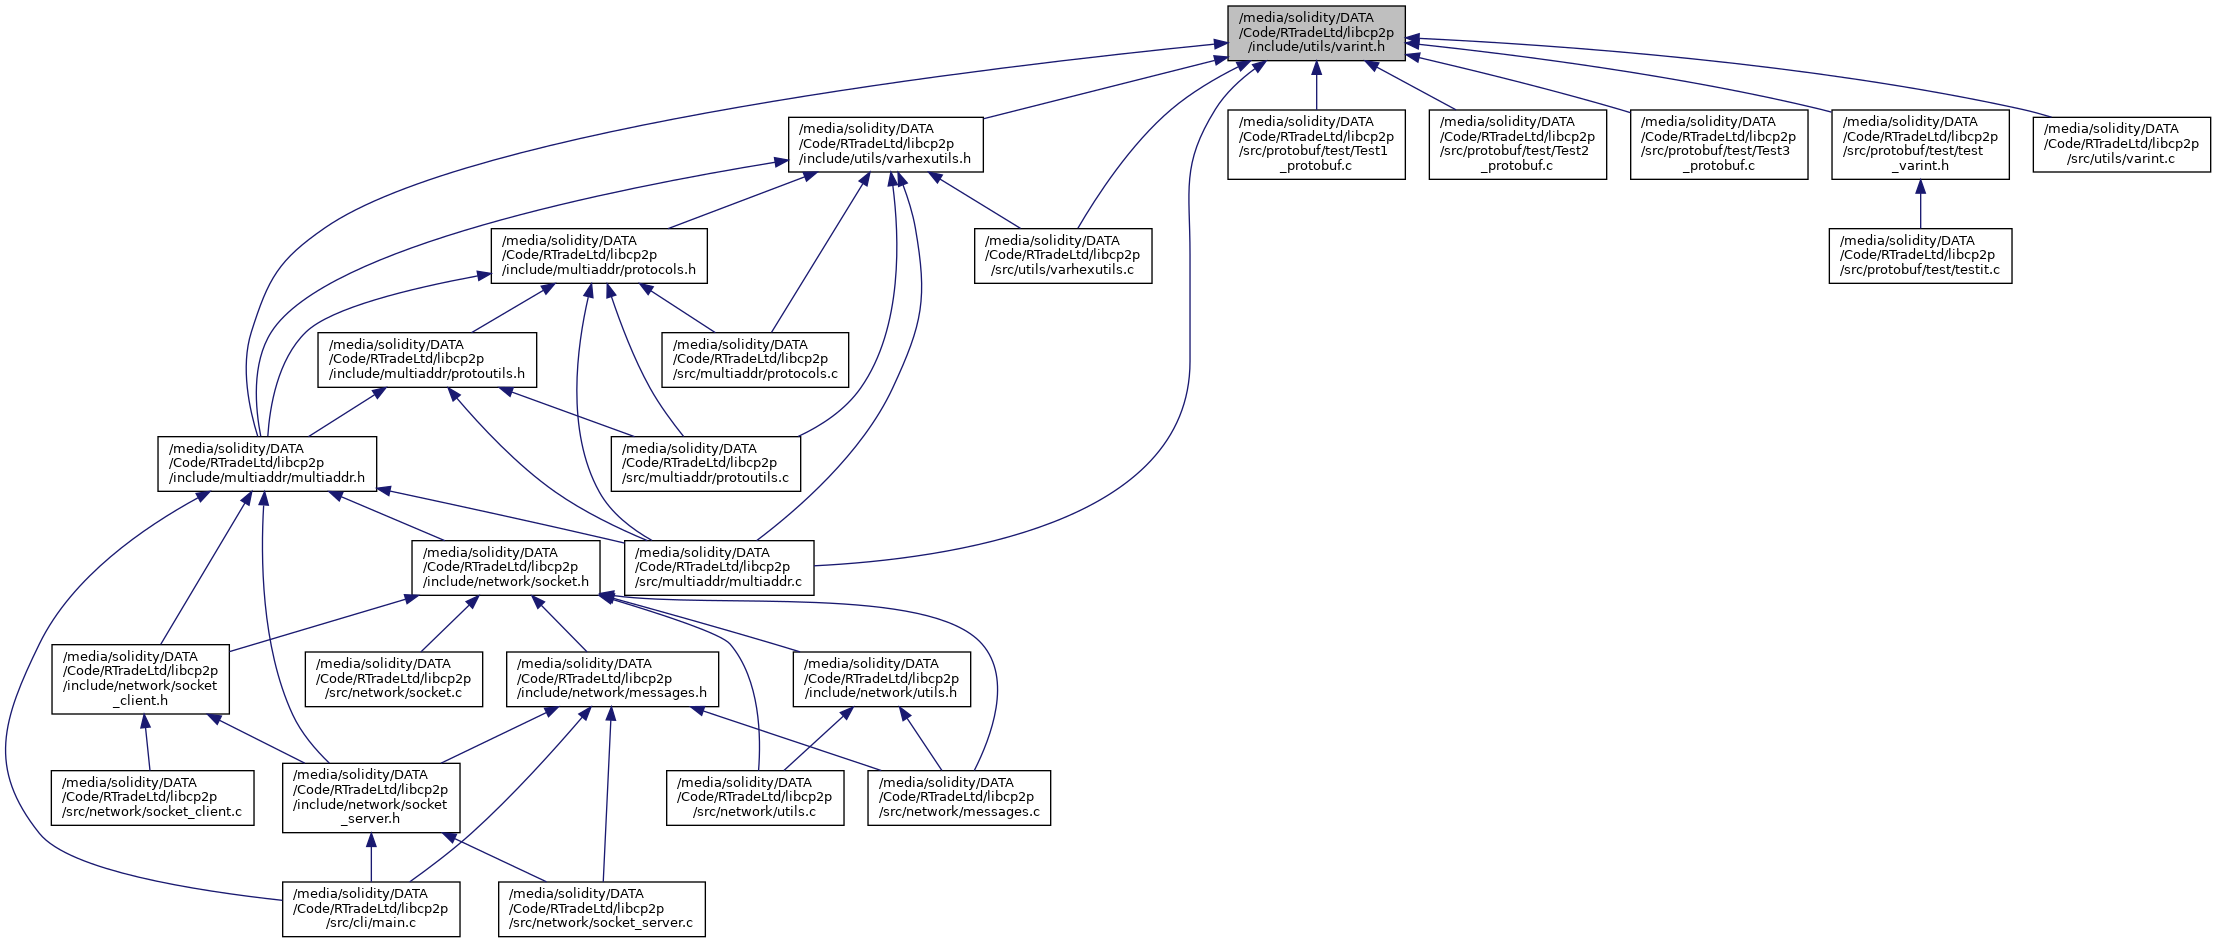 /media/solidity/DATA
/Code/RTradeLtd/libcp2p
/include/utils/varint.h
/media/solidity/DATA
/Code/RTradeLtd/libcp2p
/include/utils/varhexutils.h
/media/solidity/DATA
/Code/RTradeLtd/libcp2p
/src/protobuf/test/Test1
_protobuf.c
/media/solidity/DATA
/Code/RTradeLtd/libcp2p
/src/protobuf/test/Test2
_protobuf.c
/media/solidity/DATA
/Code/RTradeLtd/libcp2p
/src/protobuf/test/Test3
_protobuf.c
/media/solidity/DATA
/Code/RTradeLtd/libcp2p
/src/protobuf/test/test
_varint.h
/media/solidity/DATA
/Code/RTradeLtd/libcp2p
/src/utils/varint.c
/media/solidity/DATA
/Code/RTradeLtd/libcp2p
/include/multiaddr/protocols.h
/media/solidity/DATA
/Code/RTradeLtd/libcp2p
/src/utils/varhexutils.c
/media/solidity/DATA
/Code/RTradeLtd/libcp2p
/src/protobuf/test/testit.c
/media/solidity/DATA
/Code/RTradeLtd/libcp2p
/include/multiaddr/protoutils.h
/media/solidity/DATA
/Code/RTradeLtd/libcp2p
/src/multiaddr/protocols.c
/media/solidity/DATA
/Code/RTradeLtd/libcp2p
/include/multiaddr/multiaddr.h
/media/solidity/DATA
/Code/RTradeLtd/libcp2p
/src/multiaddr/protoutils.c
/media/solidity/DATA
/Code/RTradeLtd/libcp2p
/include/network/socket.h
/media/solidity/DATA
/Code/RTradeLtd/libcp2p
/src/multiaddr/multiaddr.c
/media/solidity/DATA
/Code/RTradeLtd/libcp2p
/include/network/socket
_client.h
/media/solidity/DATA
/Code/RTradeLtd/libcp2p
/src/network/socket.c
/media/solidity/DATA
/Code/RTradeLtd/libcp2p
/include/network/messages.h
/media/solidity/DATA
/Code/RTradeLtd/libcp2p
/include/network/utils.h
/media/solidity/DATA
/Code/RTradeLtd/libcp2p
/src/network/socket_client.c
/media/solidity/DATA
/Code/RTradeLtd/libcp2p
/include/network/socket
_server.h
/media/solidity/DATA
/Code/RTradeLtd/libcp2p
/src/network/utils.c
/media/solidity/DATA
/Code/RTradeLtd/libcp2p
/src/network/messages.c
/media/solidity/DATA
/Code/RTradeLtd/libcp2p
/src/cli/main.c
/media/solidity/DATA
/Code/RTradeLtd/libcp2p
/src/network/socket_server.c